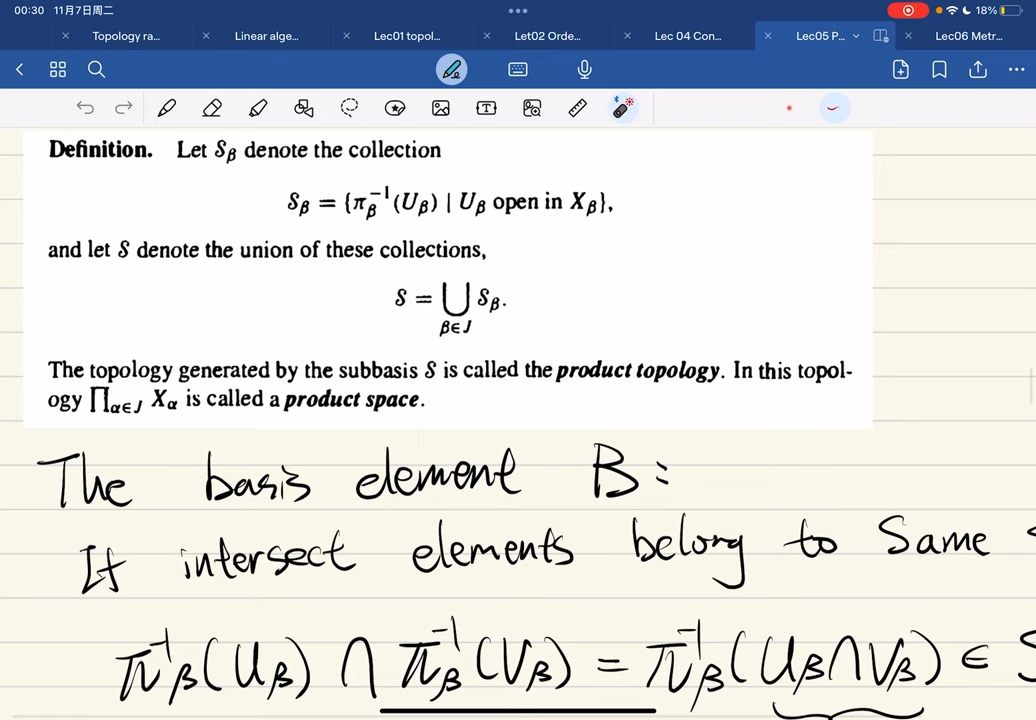 00:30 11月7日周二
18%
Topology ra...
Linear alge...
Lec01 topol...
Let02 Orde...
Lec 04 Con...
Lec05 P...
Lec06 Metr...
Definition. Let S_β denote the collection
S_β = {π_β^{-1}(U_β) | U_β open in X_β},
and let S denote the union of these collections,
S = ⋃_{β∈J} S_β.
The topology generated by the subbasis S is called the product topology. In this topol-
ogy ∏_{α∈J} X_α is called a product space.
The basis element B:
If intersect elements belong to Same
π_β^{-1}(U_β) ∩ π_β^{-1}(V_β) = π_β^{-1}(U_β∩V_β) ∈ S